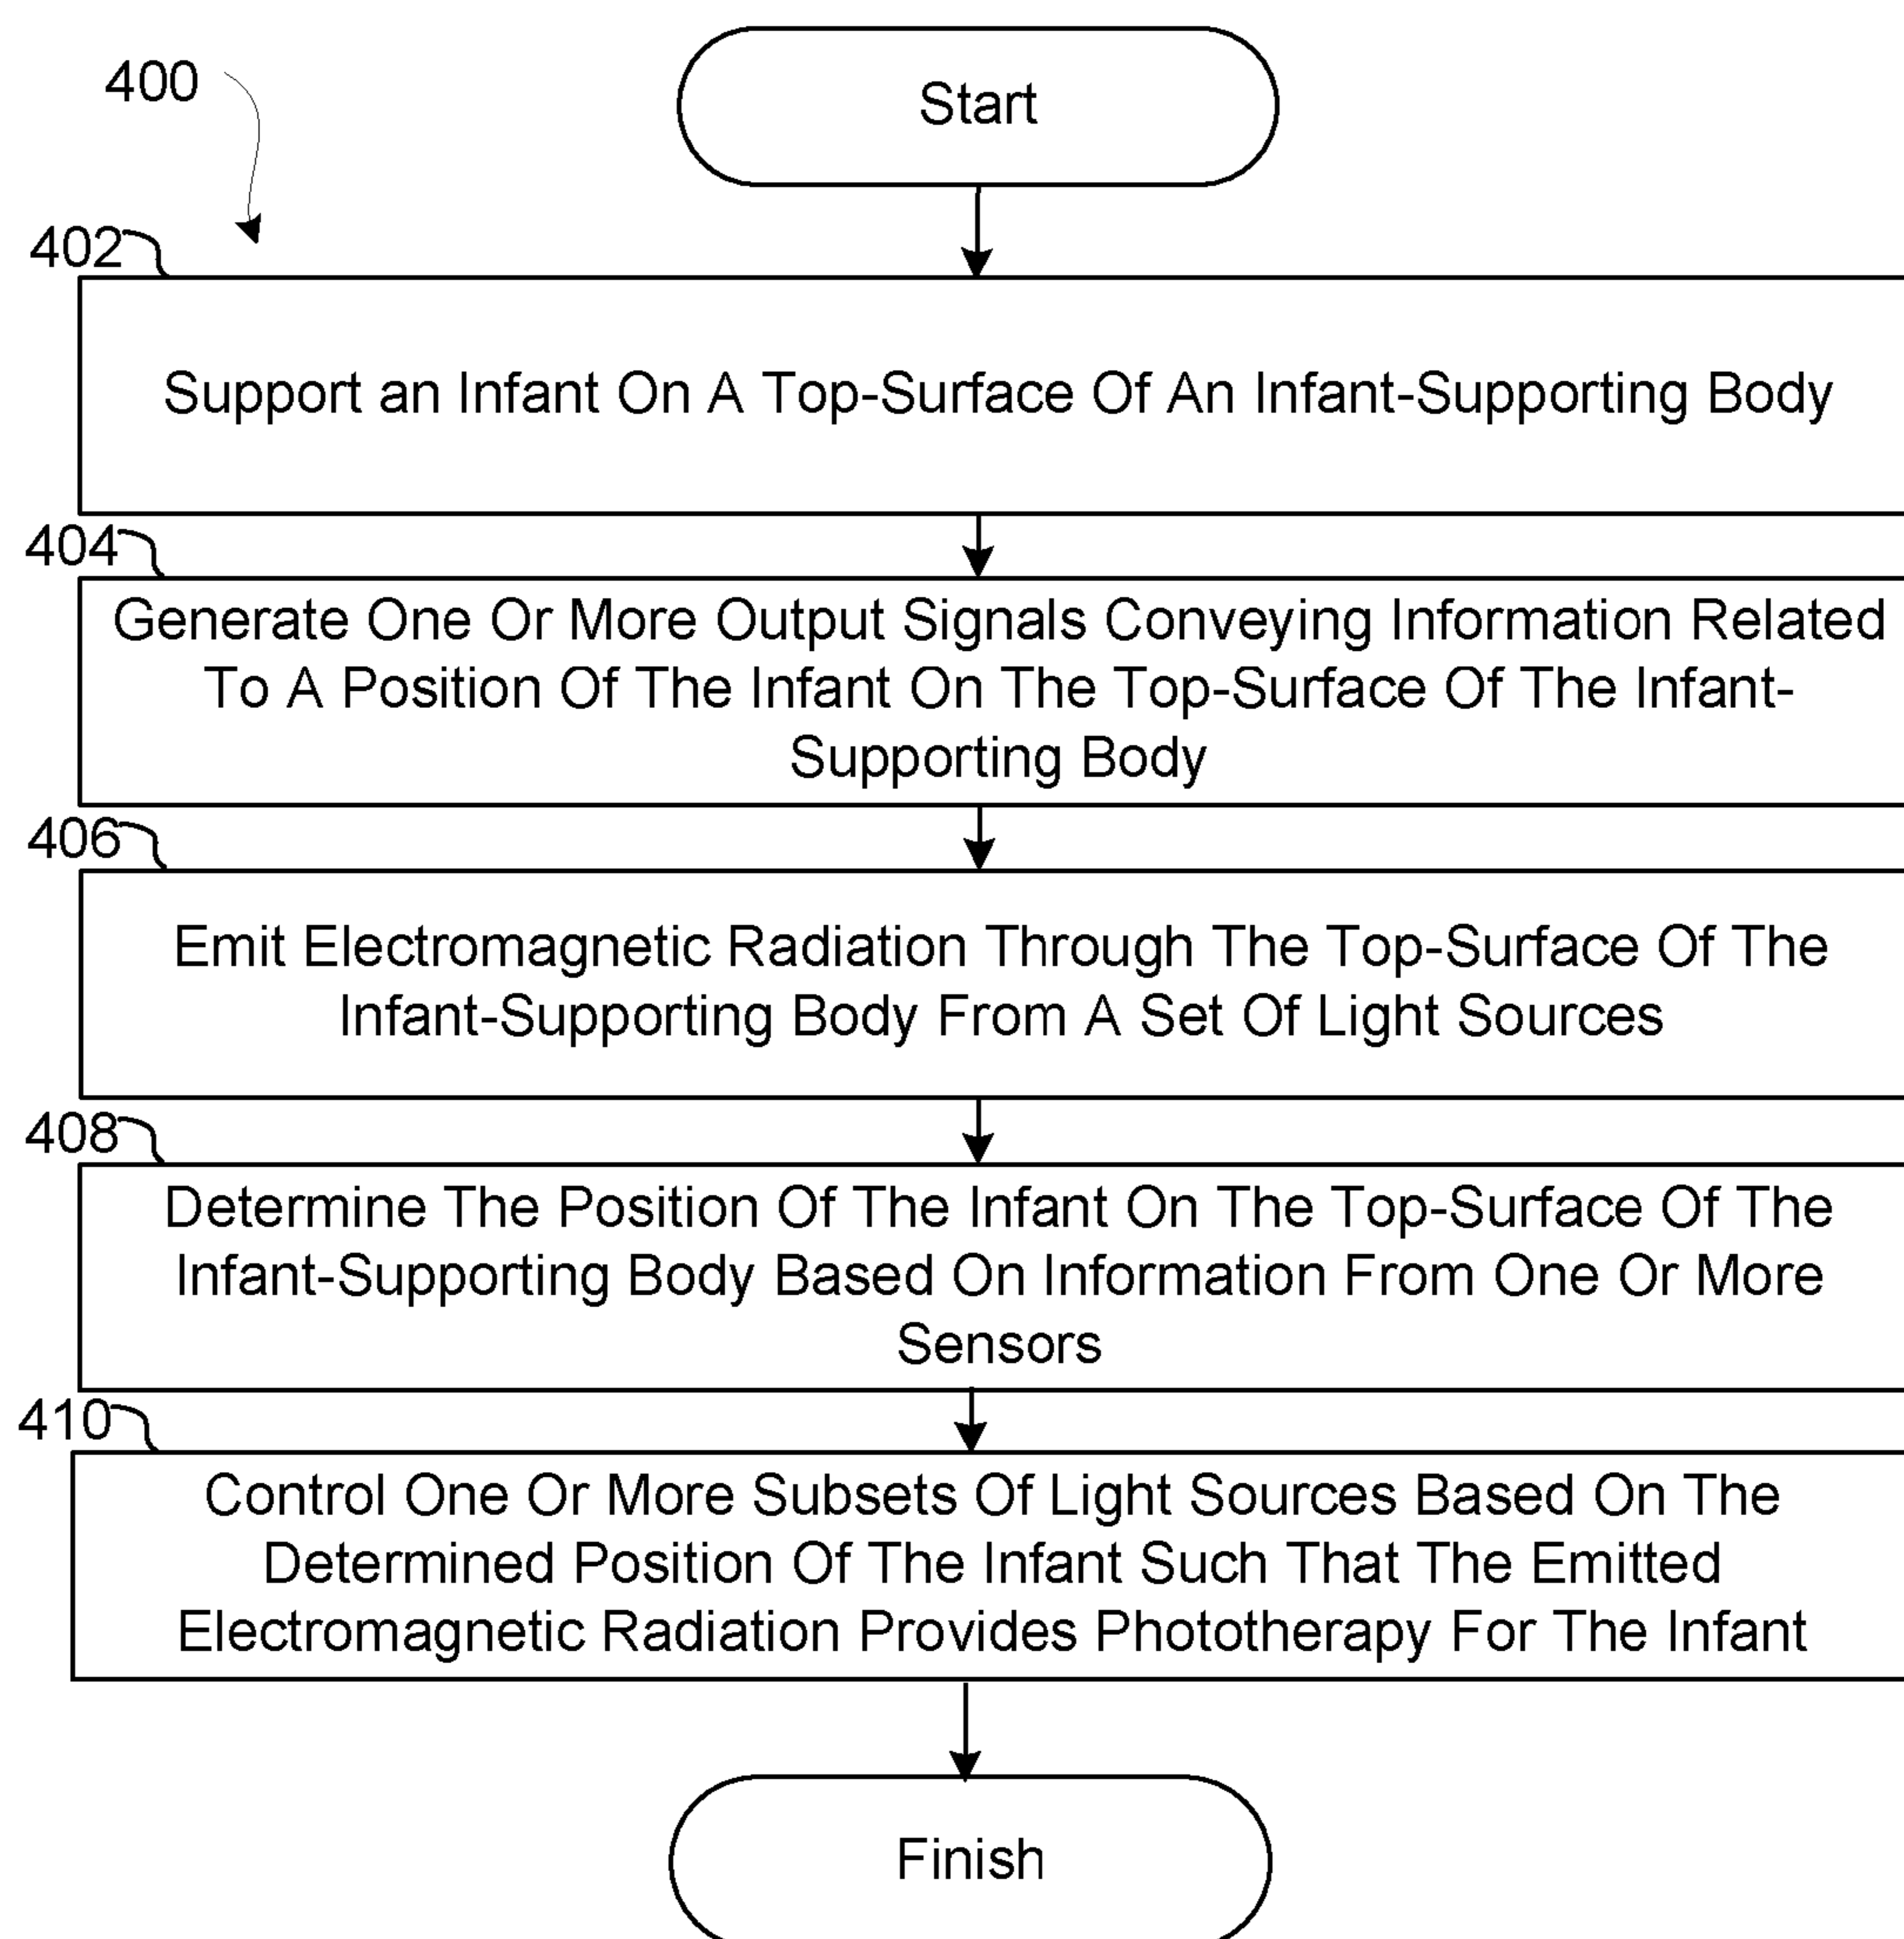 400
Start
402
Support an Infant On A Top-Surface Of An Infant-Supporting Body
404
Generate One Or More Output Signals Conveying Information Related
To A Position Of The Infant On The Top-Surface Of The Infant-
Supporting Body
406
Emit Electromagnetic Radiation Through The Top-Surface Of The
Infant-Supporting Body From A Set Of Light Sources
408
Determine The Position Of The Infant On The Top-Surface Of The
Infant-Supporting Body Based On Information From One Or More
Sensors
410
Control One Or More Subsets Of Light Sources Based On The
Determined Position Of The Infant Such That The Emitted
Electromagnetic Radiation Provides Phototherapy For The Infant
Finish